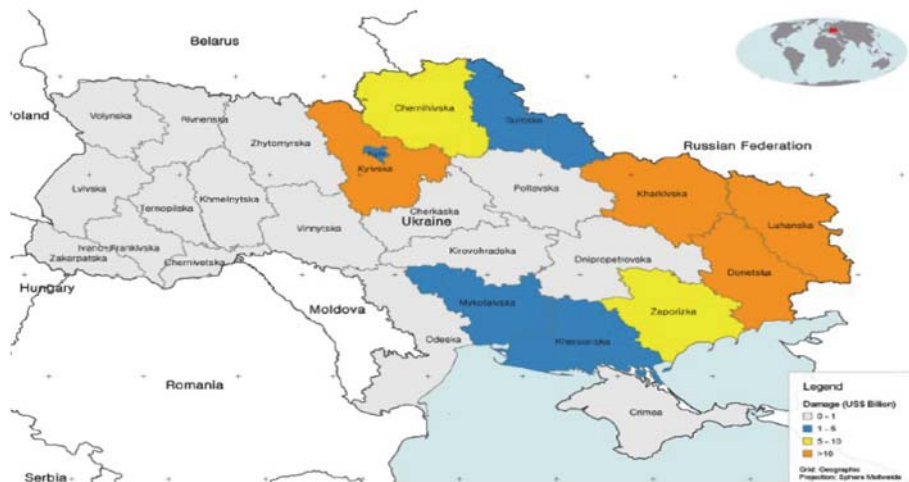 Belarus
Poland
Volynska
Rivnenska
Zhytomyrska
Chernihivska
Sumska
Russian Federation
Kyivska
Lvivska
Ternopilska
Khmelnytska
Vinnytska
Cherkaska
Ukraine
Poltavska
Kharkivska
Luhanska
Ivano-Frankivska
Zakarpatska
Chernivetska
Kirovohradska
Dnipropetrovska
Donetska
Hungary
Moldova
Mykolaivska
Khersonska
Zaporizka
Odeska
Romania
Crimea
Serbia
Legend
Damage (US$ Billion)
0 - 1
1 - 5
5 - 10
>10
Grid: Geographic
Projection: Sphere Mollweide